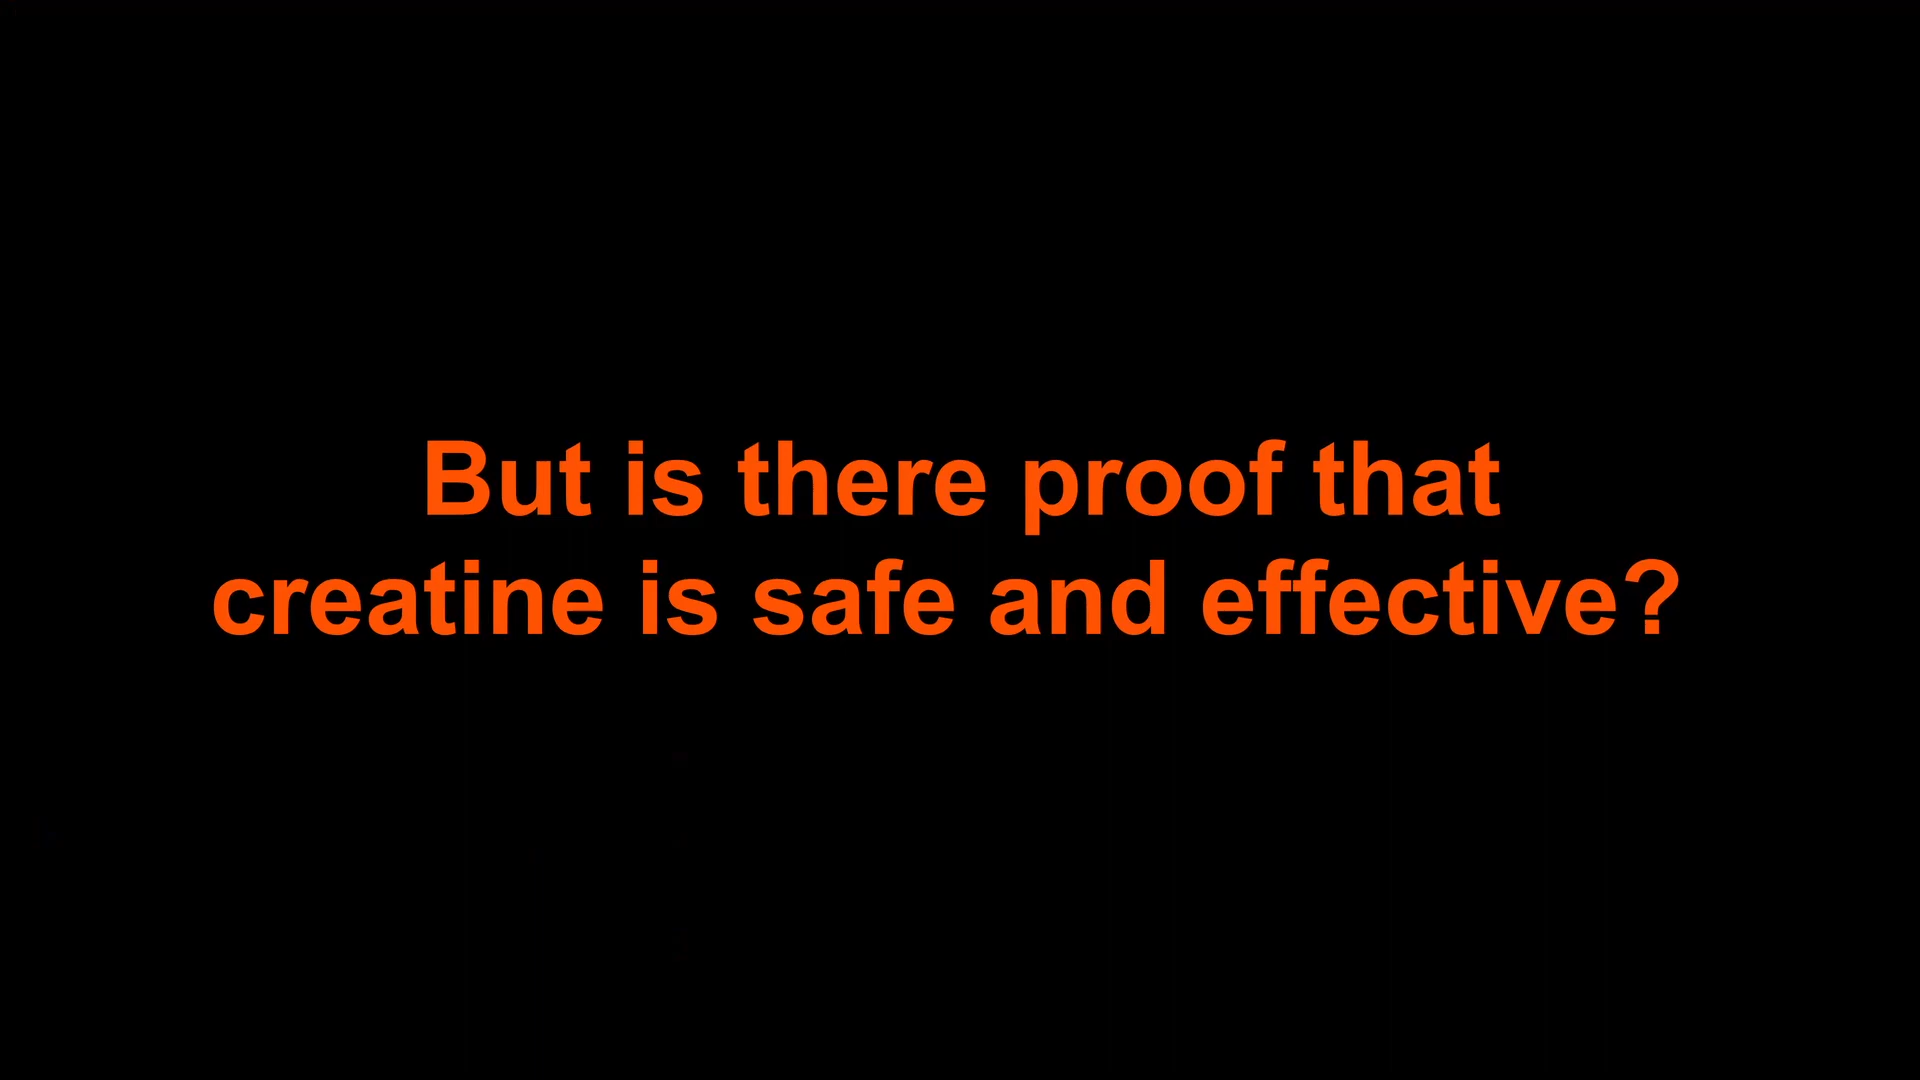 But is there proof that
creatine is safe and effective?